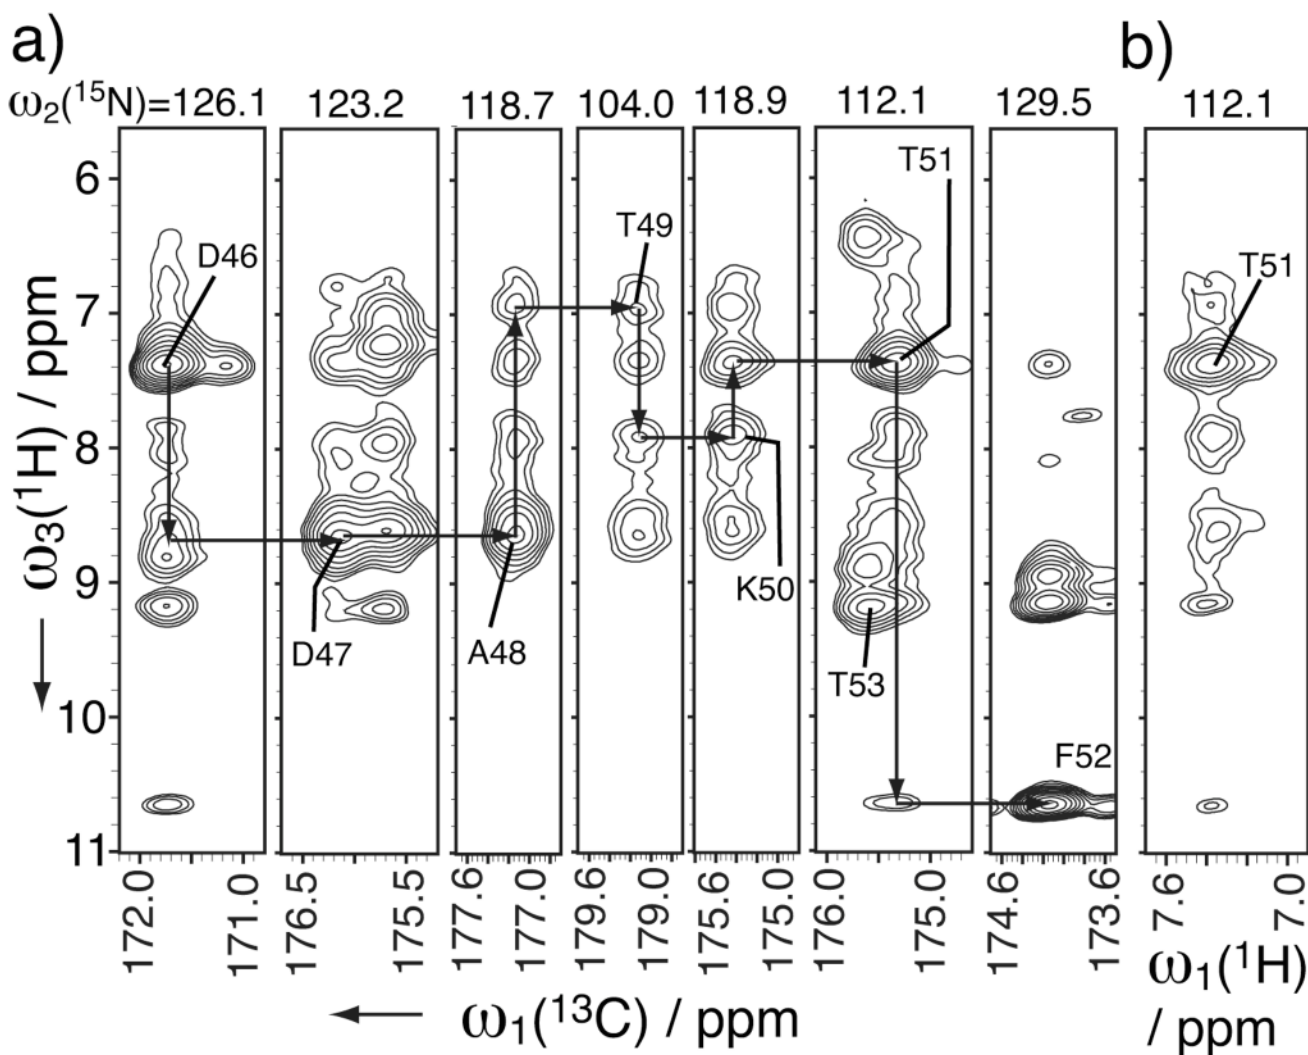 a) b)
ω₂(¹⁵N)=126.1 123.2 118.7 104.0 118.9 112.1 129.5 112.1
T51
6
T49
D46 T51
7
8
ω₃(¹H) / ppm
9
K50
D47 A48
T53
10
F52
11
172.0 171.0 176.5 175.5 177.6 177.0 179.6 179.0 175.6 175.0 176.0 175.0 174.6 173.6 7.6 7.0
ω₁(¹³C) / ppm ω₁(¹H)
/ ppm